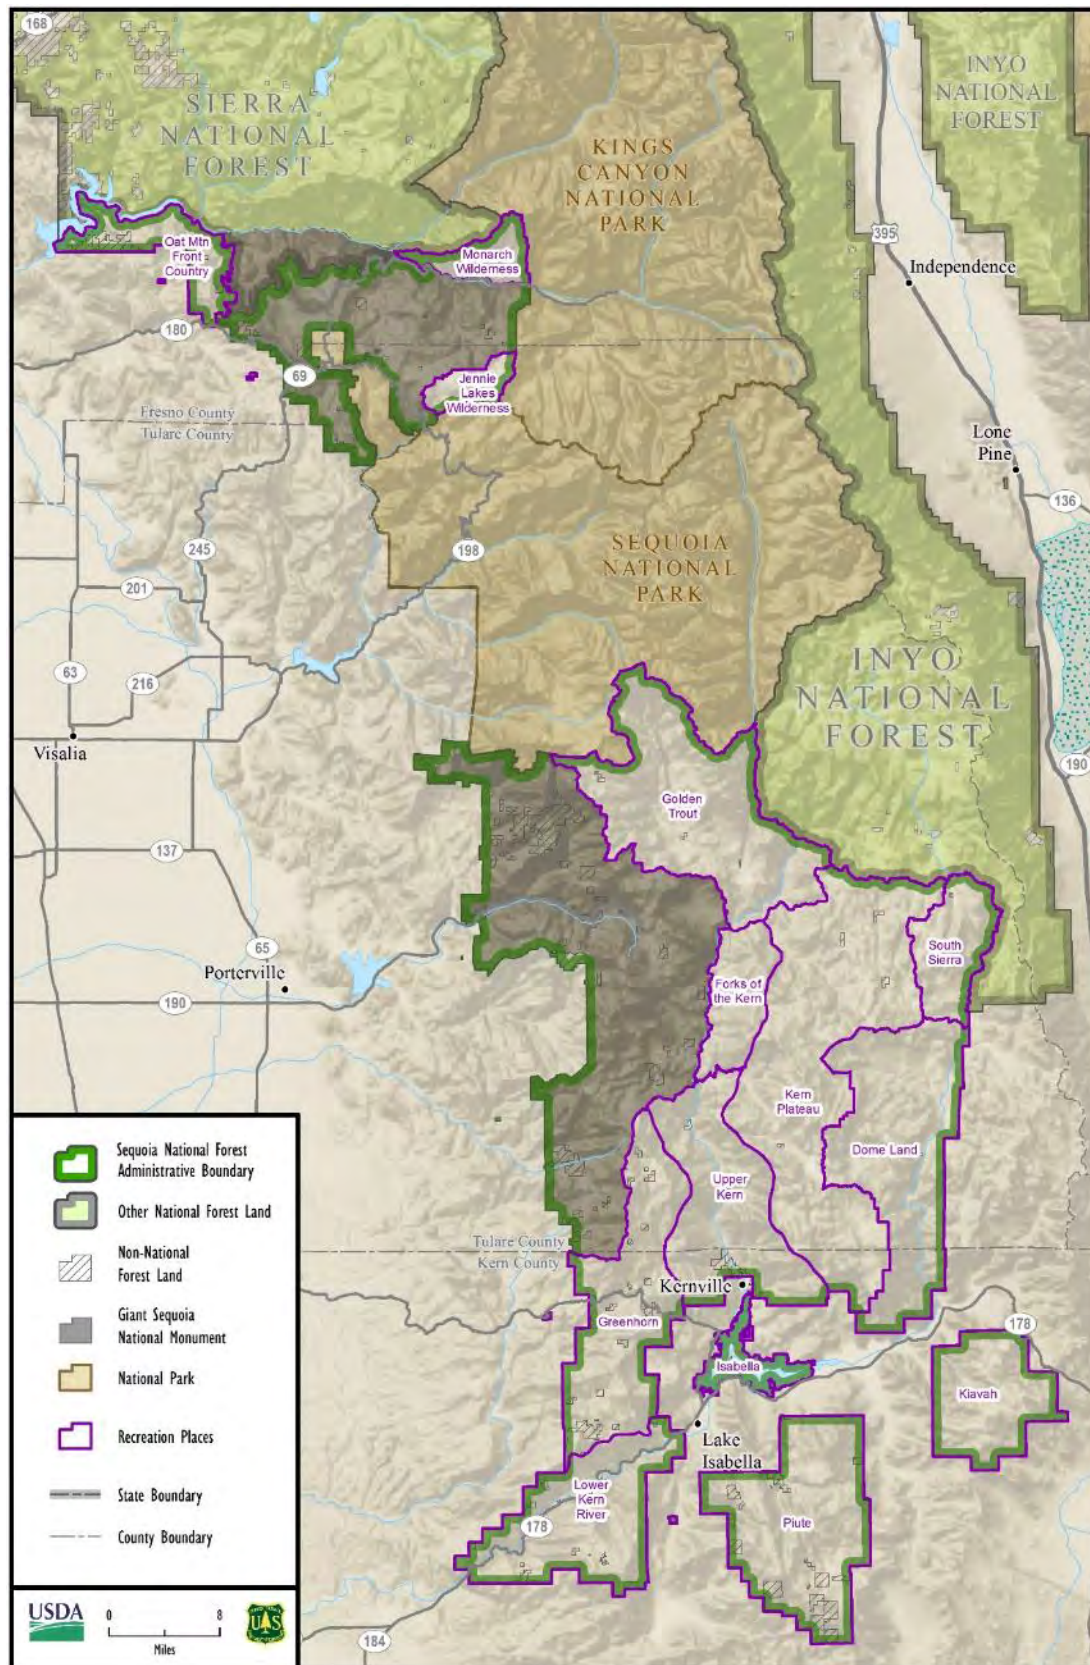 168
SIERRA
NATIONAL
FOREST
INYO
NATIONAL
FOREST
KINGS
CANYON
NATIONAL
PARK
395
Oat Mtn
Front
Country
Monarch
Wilderness
Independence
180
69
Jennie
Lakes
Wilderness
Fresno County
Tulare County
Lone
Pine
136
245
198
SEQUOIA
NATIONAL
PARK
201
63
216
INYO
NATIONAL
FOREST
Visalia
190
Golden
Trout
137
65
South
Sierra
Porterville
Forks of
the Kern
190
Kern
Plateau
Dome Land
Upper
Kern
Tulare County
Kern County
Kernville
Greenhorn
178
Isabella
Kiavah
Lake
Isabella
Lower
Kern
River
178
Piute
184
Sequoia National Forest
Administrative Boundary
Other National Forest Land
Non-National
Forest Land
Giant Sequoia
National Monument
National Park
Recreation Places
State Boundary
County Boundary
USDA
0 8
Miles
U S